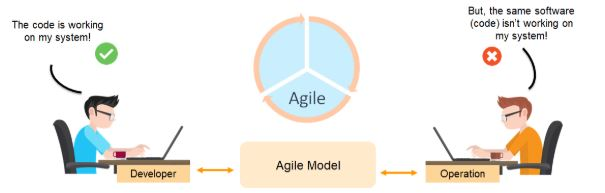 The code is working
on my system!
But, the same software
(code) isn't working on
my system!
Agile
Developer
Agile Model
Operation